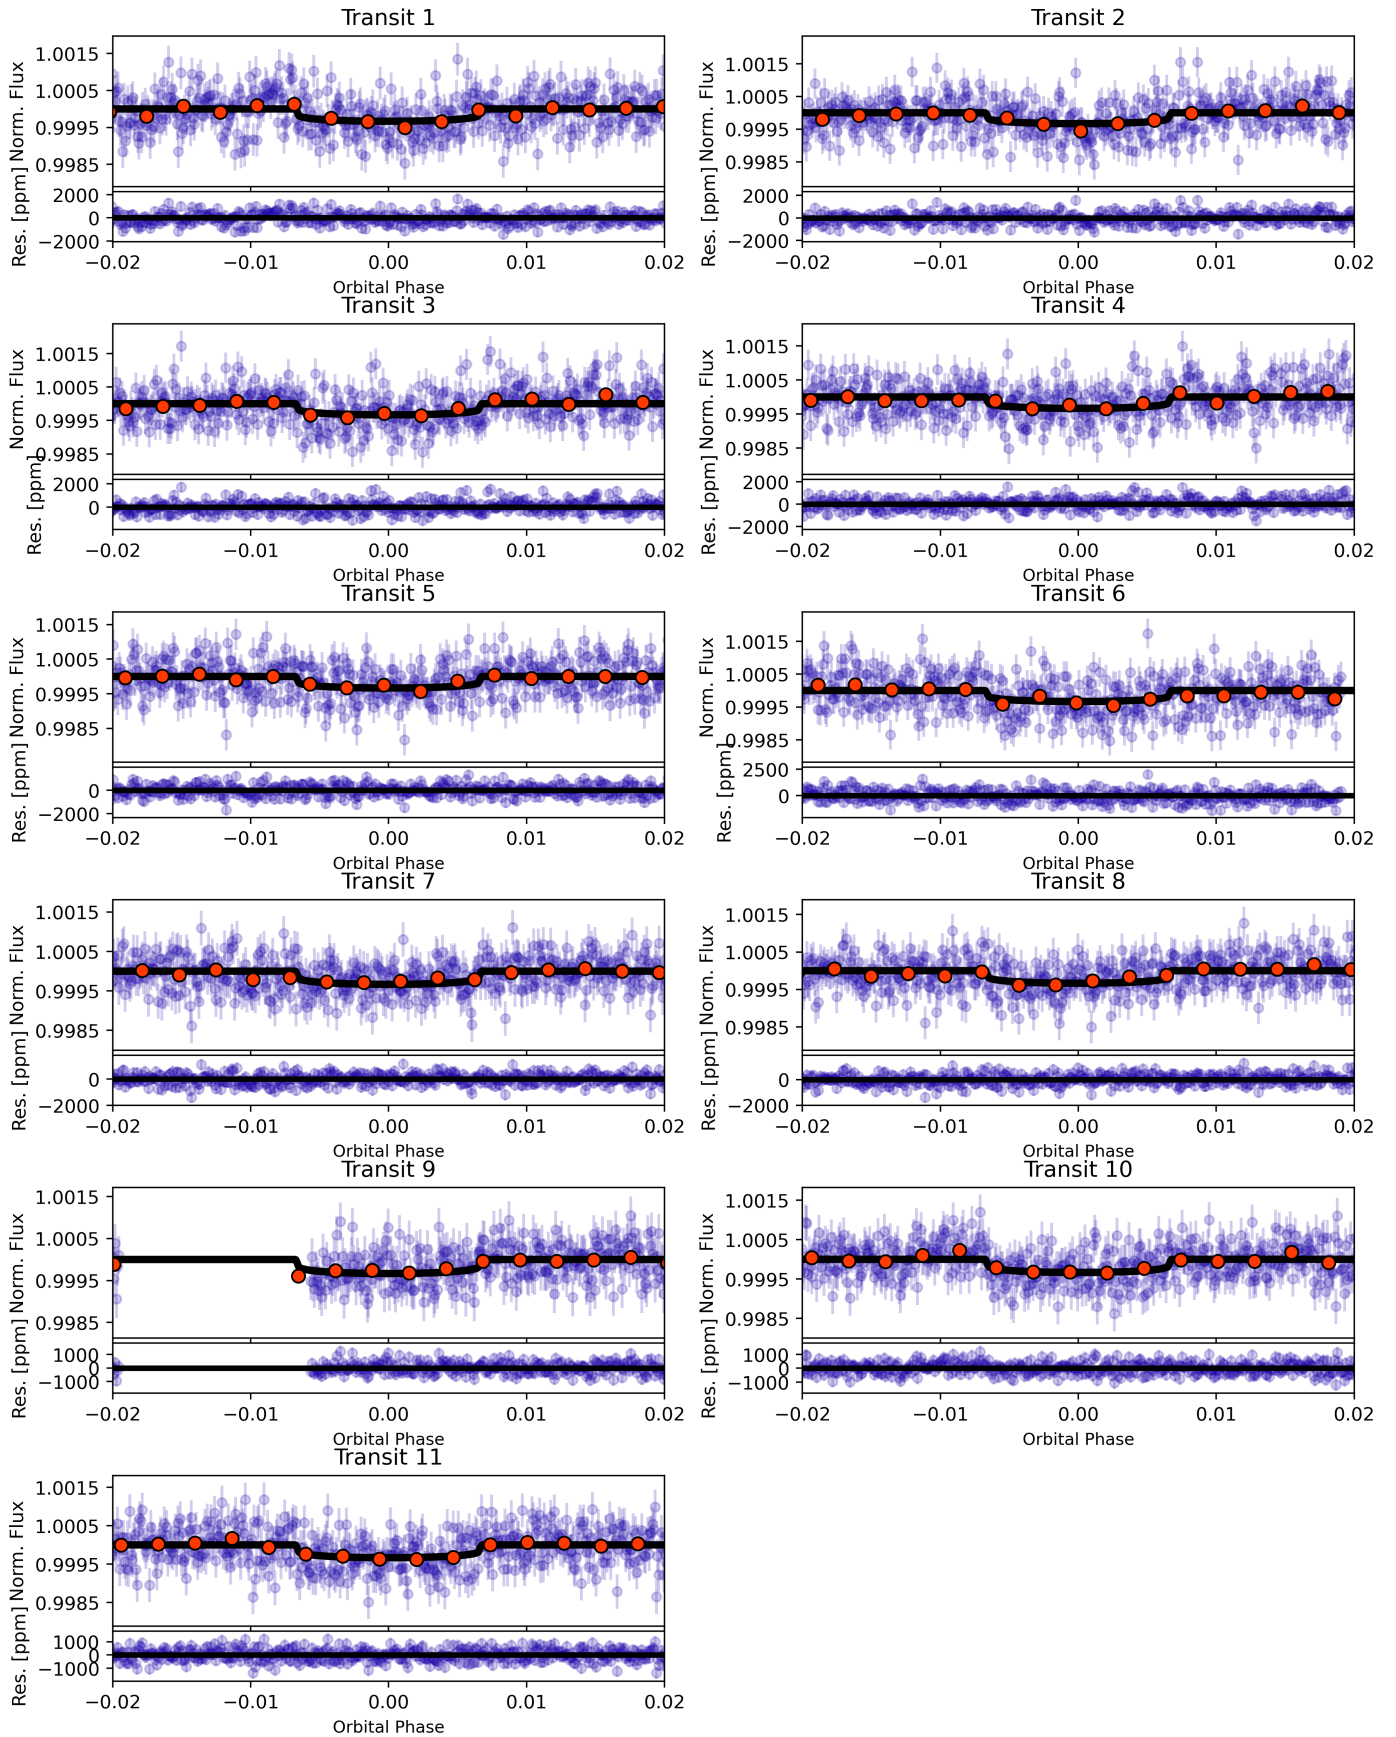 Transit 1
Norm. Flux
1.0015
1.0005
0.9995
0.9985
Res. [ppm]
2000
0
−2000
−0.02 −0.01 0.00 0.01 0.02
Orbital Phase
Transit 2
Norm. Flux
1.0015
1.0005
0.9995
0.9985
Res. [ppm]
2000
0
−2000
−0.02 −0.01 0.00 0.01 0.02
Orbital Phase
Transit 3
Norm. Flux
1.0015
1.0005
0.9995
0.9985
Res. [ppm]
2000
0
−0.02 −0.01 0.00 0.01 0.02
Orbital Phase
Transit 4
Norm. Flux
1.0015
1.0005
0.9995
0.9985
Res. [ppm]
2000
0
−2000
−0.02 −0.01 0.00 0.01 0.02
Orbital Phase
Transit 5
Norm. Flux
1.0015
1.0005
0.9995
0.9985
Res. [ppm]
0
−2000
−0.02 −0.01 0.00 0.01 0.02
Orbital Phase
Transit 6
Norm. Flux
1.0015
1.0005
0.9995
0.9985
Res. [ppm]
2500
0
−0.02 −0.01 0.00 0.01 0.02
Orbital Phase
Transit 7
Norm. Flux
1.0015
1.0005
0.9995
0.9985
Res. [ppm]
0
−2000
−0.02 −0.01 0.00 0.01 0.02
Orbital Phase
Transit 8
Norm. Flux
1.0015
1.0005
0.9995
0.9985
Res. [ppm]
0
−2000
−0.02 −0.01 0.00 0.01 0.02
Orbital Phase
Transit 9
Norm. Flux
1.0015
1.0005
0.9995
0.9985
Res. [ppm]
1000
0
−1000
−0.02 −0.01 0.00 0.01 0.02
Orbital Phase
Transit 10
Norm. Flux
1.0015
1.0005
0.9995
0.9985
Res. [ppm]
1000
0
−1000
−0.02 −0.01 0.00 0.01 0.02
Orbital Phase
Transit 11
Norm. Flux
1.0015
1.0005
0.9995
0.9985
Res. [ppm]
1000
0
−1000
−0.02 −0.01 0.00 0.01 0.02
Orbital Phase